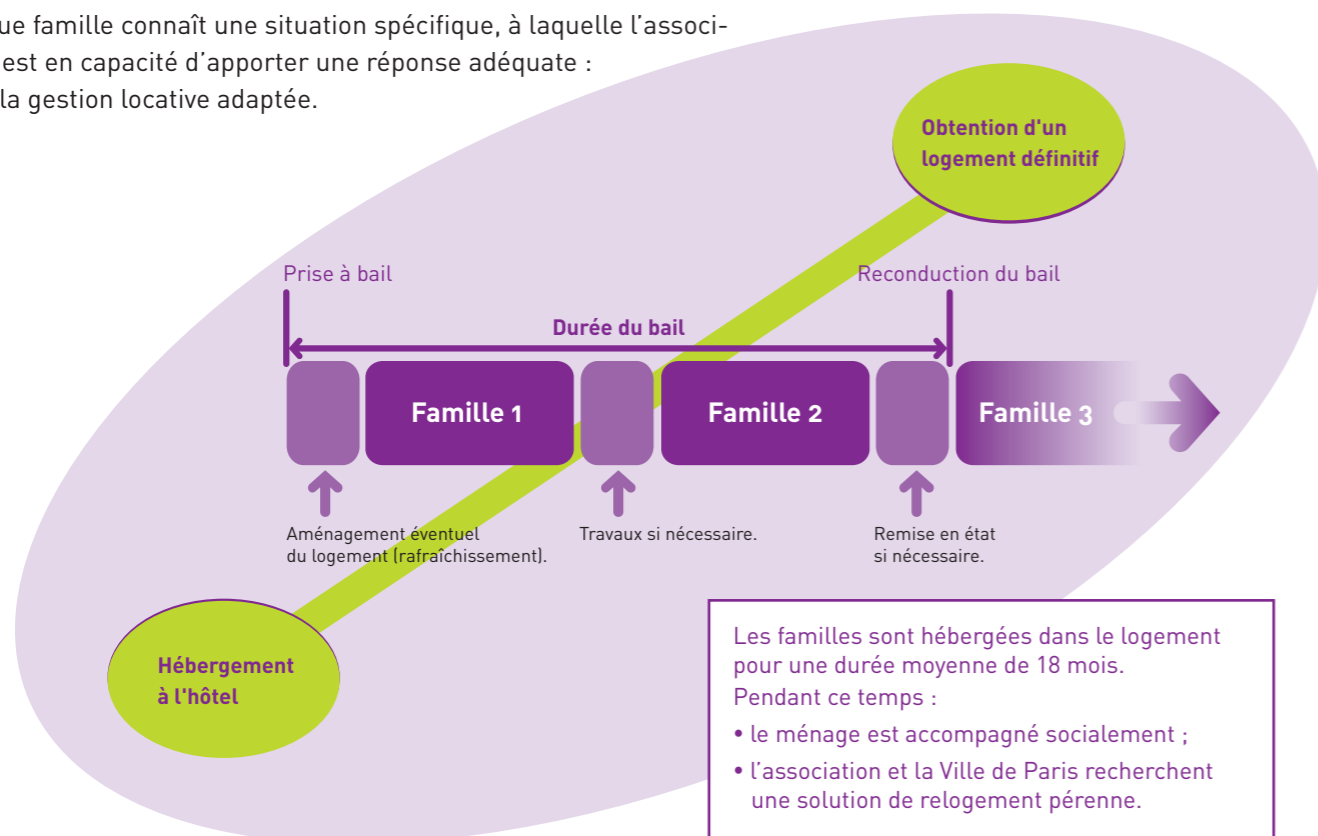 ue famille connaît une situation spécifique, à laquelle l'associ-
est en capacité d'apporter une réponse adéquate :
la gestion locative adaptée.
Obtention d'un
logement définitif
Prise à bail
Reconduction du bail
Durée du bail
Famille 1
Famille 2
Famille 3
Aménagement éventuel
du logement (rafraîchissement).
Travaux si nécessaire.
Remise en état
si nécessaire.
Hébergement
à l'hôtel
Les familles sont hébergées dans le logement
pour une durée moyenne de 18 mois.
Pendant ce temps :
• le ménage est accompagné socialement ;
• l'association et la Ville de Paris recherchent
une solution de relogement pérenne.